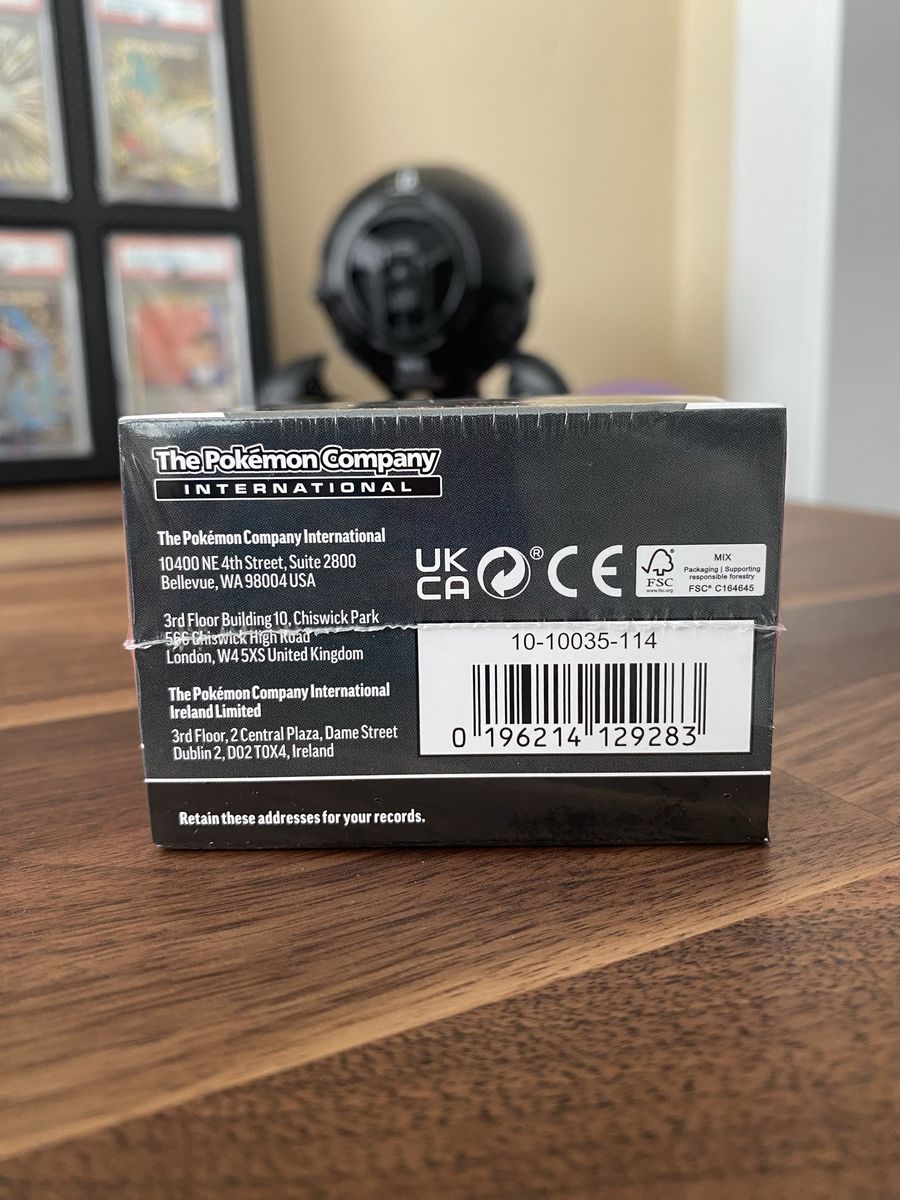 The Pokémon Company
INTERNATIONAL
The Pokémon Company International
10400 NE 4th Street, Suite 2800
Bellevue, WA 98004 USA
3rd Floor Building 10, Chiswick Park
566 Chiswick High Road
London, W4 5XS United Kingdom
The Pokémon Company International
Ireland Limited
3rd Floor, 2 Central Plaza, Dame Street
Dublin 2, D02 T0X4, Ireland
Retain these addresses for your records.
UK
CA
®
CE
FSC
www.fsc.org
MIX
Packaging | Supporting
responsible forestry
FSC® C164645
10-10035-114
0 196214 129283